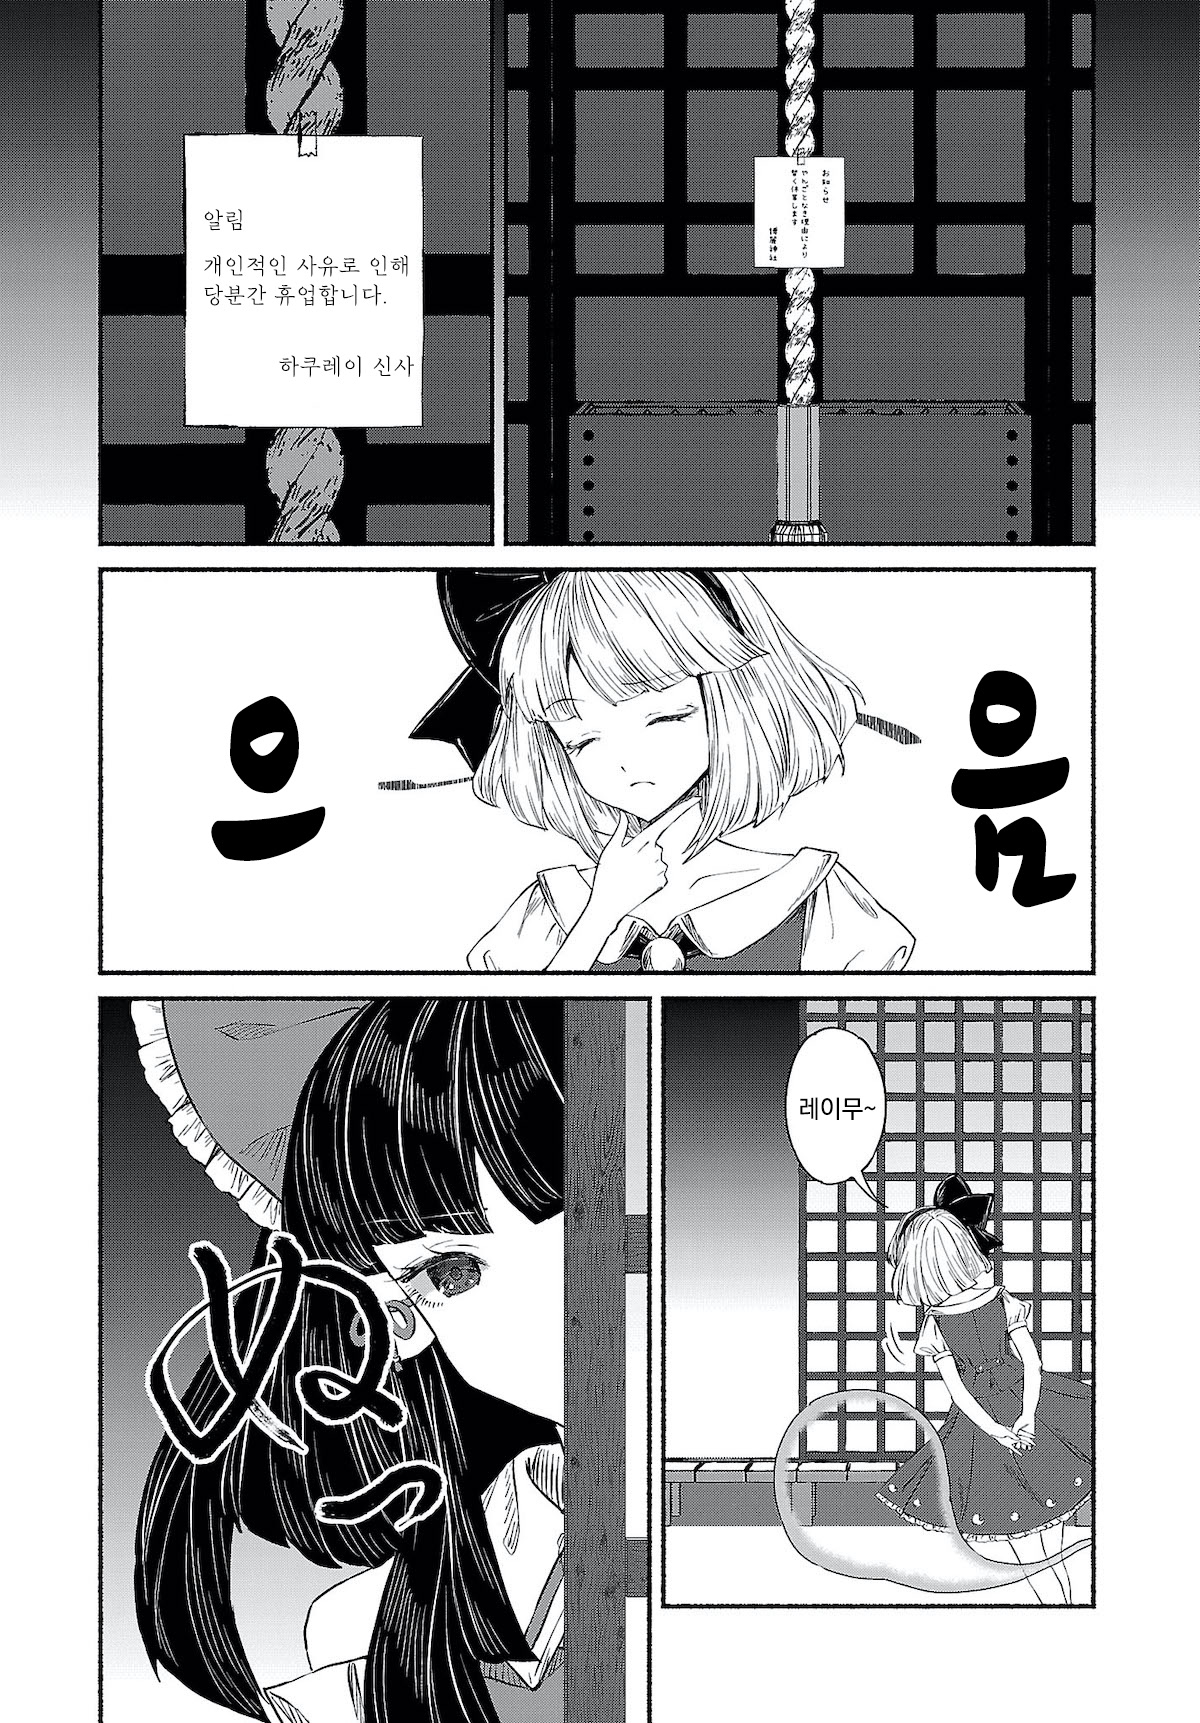 お知らせ
やんごとなき理由により
暫く休業します
博麗神社
알림
개인적인 사유로 인해
당분간 휴업합니다.
하쿠레이 신사
음
으
레이무~
ぬっ